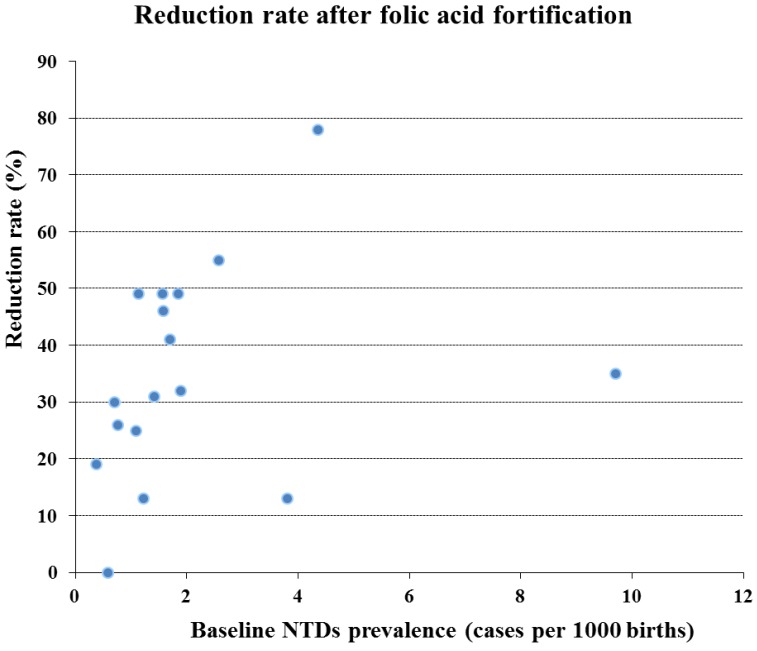 Reduction rate after folic acid fortification
90
80
70
60
50
40
30
20
10
0
Reduction rate (%)
0 2 4 6 8 10 12
Baseline NTDs prevalence (cases per 1000 births)